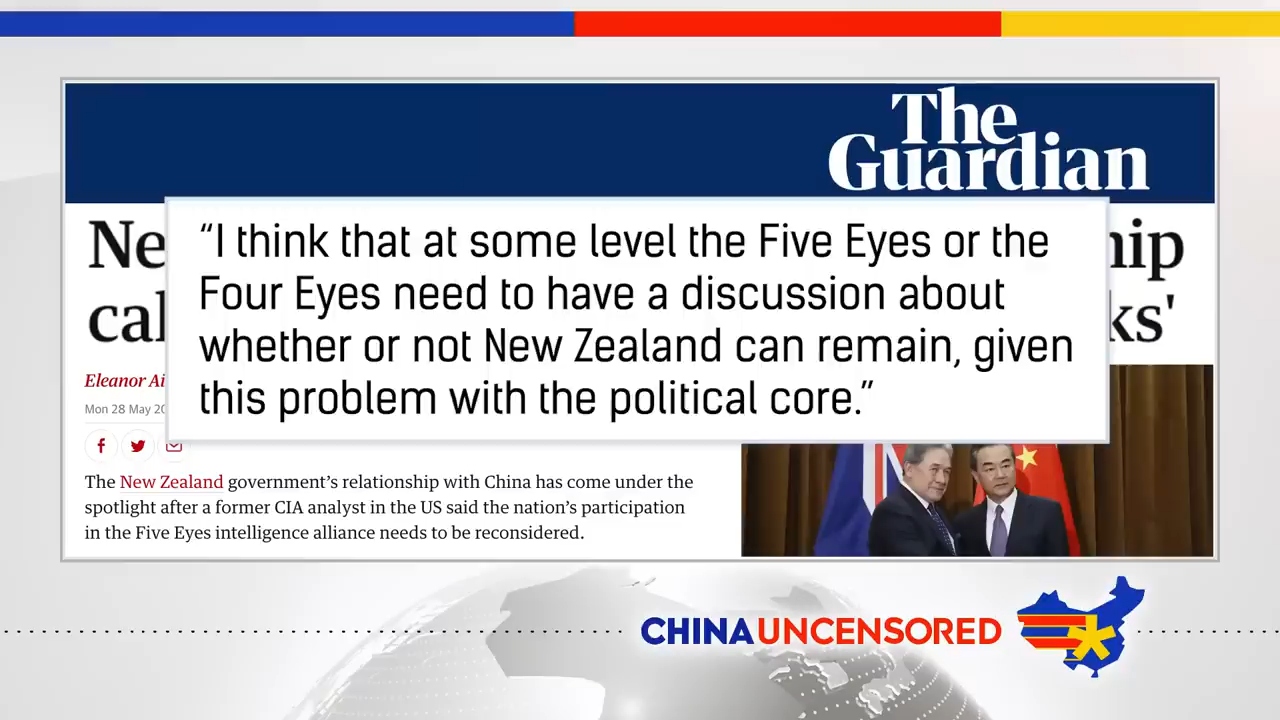 The
Guardian
Ne
ip
cal
ks'
“I think that at some level the Five Eyes or the
Four Eyes need to have a discussion about
whether or not New Zealand can remain, given
this problem with the political core.”
Eleanor Ai
Mon 28 May 20
The New Zealand government’s relationship with China has come under the
spotlight after a former CIA analyst in the US said the nation’s participation
in the Five Eyes intelligence alliance needs to be reconsidered.
CHINA UNCENSORED